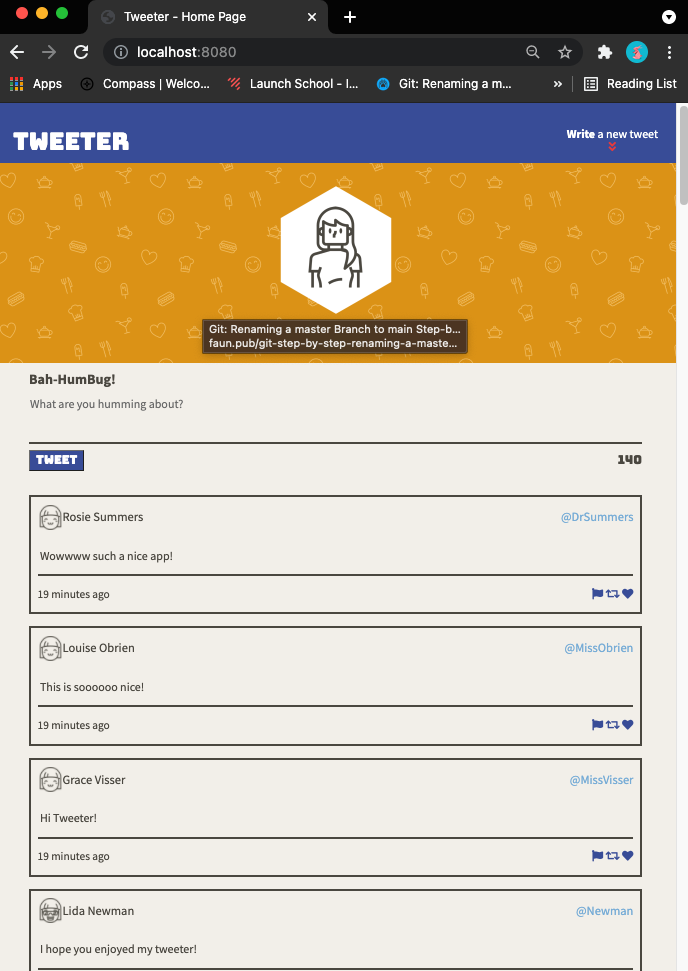 Tweeter - Home Page
localhost:8080
Apps
Compass | Welco...
Launch School - I...
Git: Renaming a m...
»
Reading List
TWEETER
Write a new tweet
Git: Renaming a master Branch to main Step-b...
faun.pub/git-step-by-step-renaming-a-maste...
Bah-HumBug!
What are you humming about?
TWEET
140
Rosie Summers
@DrSummers
Wowwww such a nice app!
19 minutes ago
Louise Obrien
@MissObrien
This is soooooo nice!
19 minutes ago
Grace Visser
@MissVisser
Hi Tweeter!
19 minutes ago
Lida Newman
@Newman
I hope you enjoyed my tweeter!